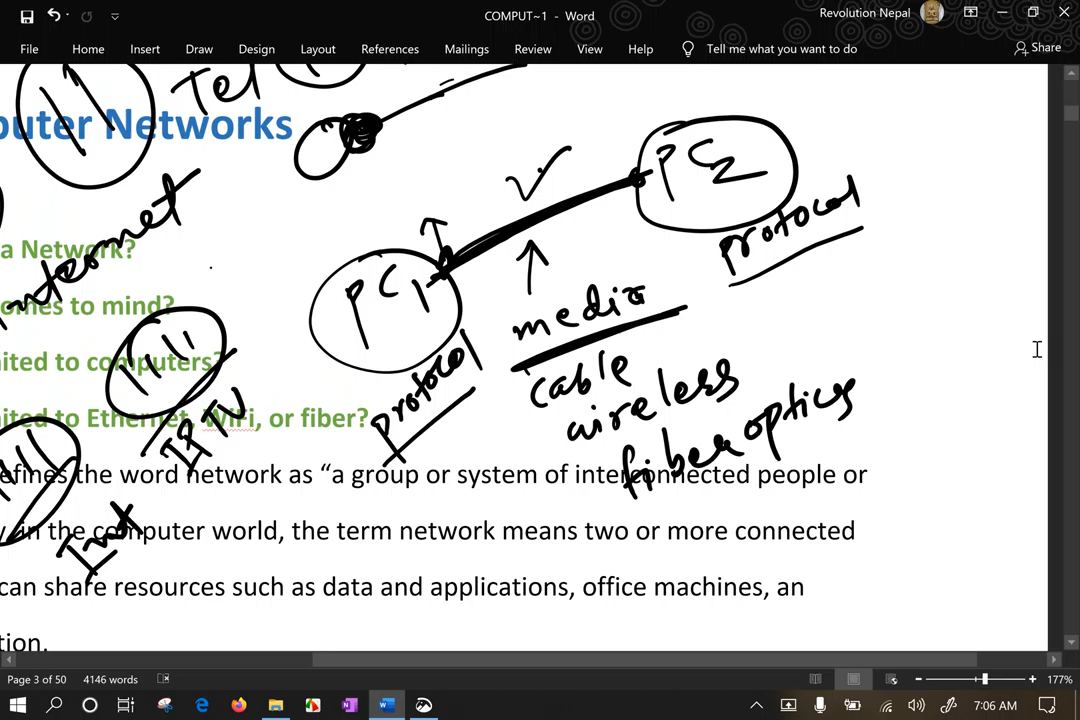 COMPUT~1 - Word
Revolution Nepal
File Home Insert Draw Design Layout References Mailings Review View Help Tell me what you want to do Share
Tel
puter Networks
PC2
protocol
PC1
protocol
media
cable
wireless
fiber optics
internet
IPTV
Int
a Network?
omes to mind?
ited to computers?
ited to Ethernet, WiFi, or fiber?
efines the word network as “a group or system of interconnected people or
y, in the computer world, the term network means two or more connected
can share resources such as data and applications, office machines, an
tion.
Page 3 of 50 4146 words 177%
7:06 AM